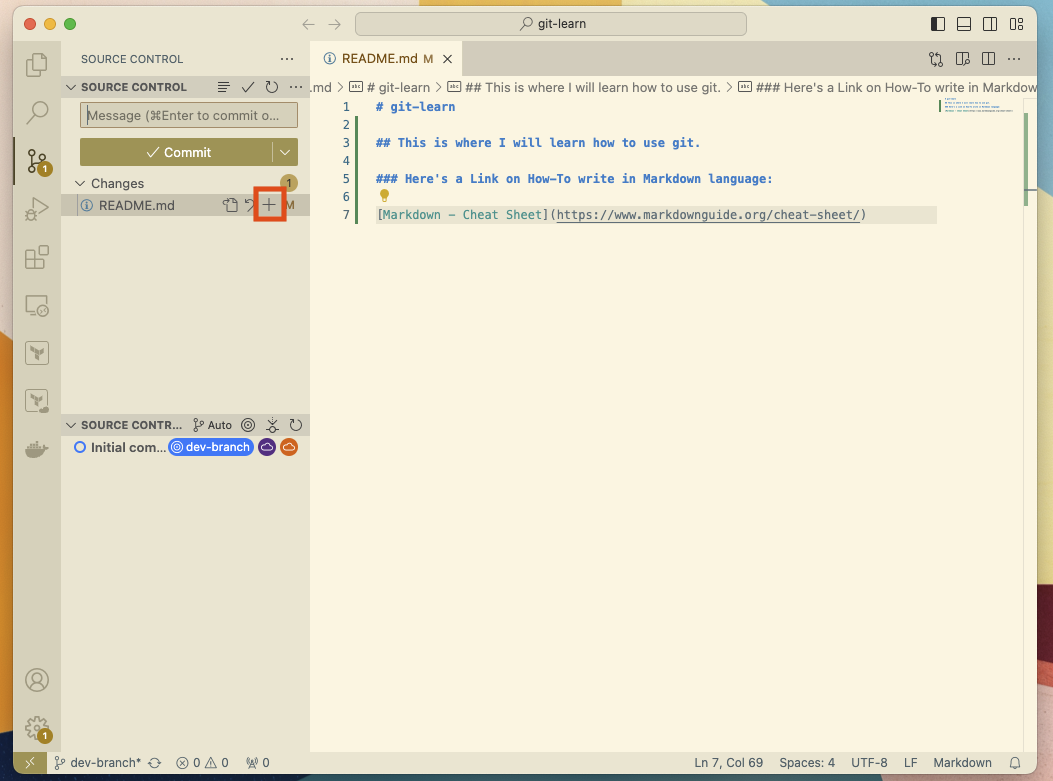 git-learn
SOURCE CONTROL
SOURCE CONTROL
Message (⌘Enter to commit o...
Commit
Changes 1
README.md M
SOURCE CONTR... Auto
Initial com... dev-branch
README.md M
.md > # git-learn > ## This is where I will learn how to use git. > ### Here's a Link on How-To write in Markdow
1 # git-learn
2
3 ## This is where I will learn how to use git.
4
5 ### Here's a Link on How-To write in Markdown language:
6
7 [Markdown - Cheat Sheet](https://www.markdownguide.org/cheat-sheet/)
1
1
dev-branch* 0 0 0 Ln 7, Col 69 Spaces: 4 UTF-8 LF Markdown